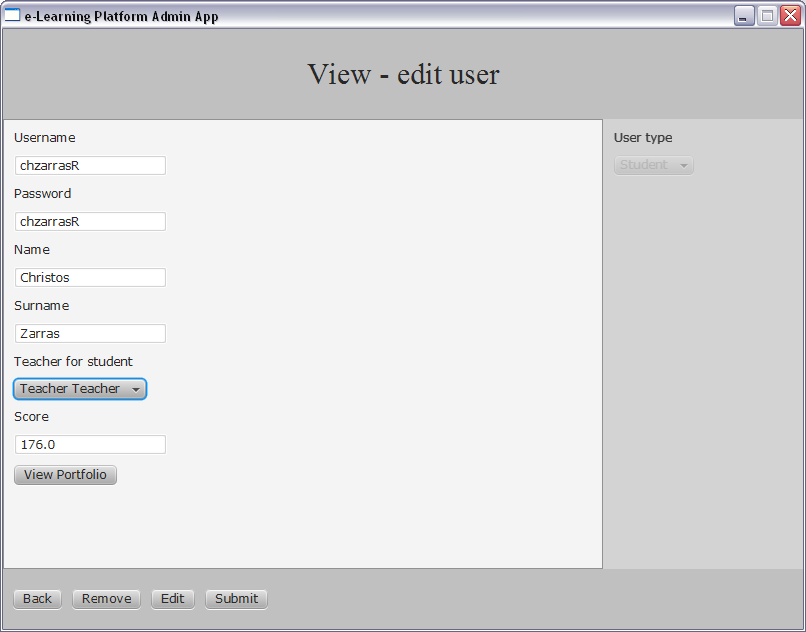 e-Learning Platform Admin App
View - edit user
Username
chzarrasR
Password
chzarrasR
Name
Christos
Surname
Zarras
Teacher for student
Teacher Teacher
Score
176.0
View Portfolio
User type
Student
Back Remove Edit Submit